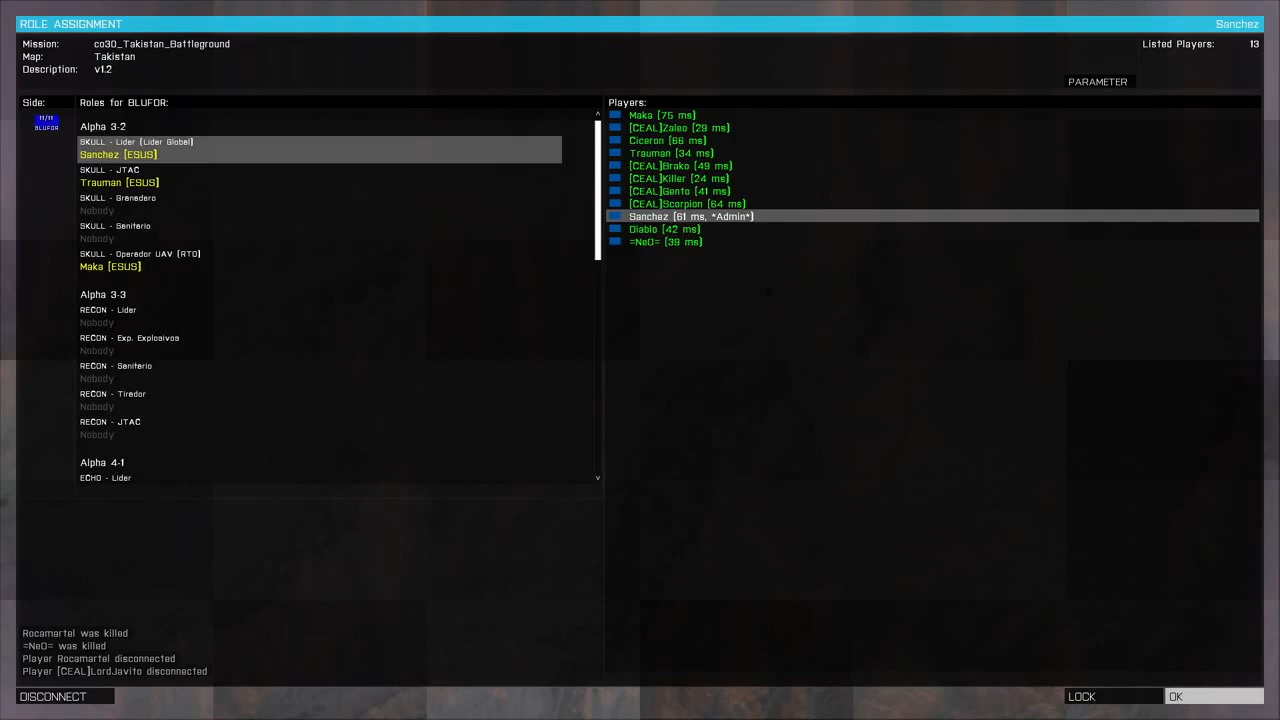 ROLE ASSIGNMENT
Sanchez
Mission: co30_Takistan_Battleground
Listed Players: 13
Map: Takistan
Description: v1.2
PARAMETER
Side:
11/11
BLUFOR
Roles for BLUFOR:
Alpha 3-2
SKULL - Lider (Lider Global)
Sanchez [ESUS]
SKULL - JTAC
Trauman [ESUS]
SKULL - Granadero
Nobody
SKULL - Sanitario
Nobody
SKULL - Operador UAV (RTO)
Maka [ESUS]
Alpha 3-3
RECON - Lider
Nobody
RECON - Exp. Explosivos
Nobody
RECON - Sanitario
Nobody
RECON - Tirador
Nobody
RECON - JTAC
Nobody
Alpha 4-1
ECHO - Lider
Players:
Maka (75 ms)
[CEAL]Zaleo (29 ms)
Ciceron (66 ms)
Trauman (34 ms)
[CEAL]Brako (49 ms)
[CEAL]Killer (24 ms)
[CEAL]Gento (41 ms)
[CEAL]Scorpion (64 ms)
Sanchez (61 ms, *Admin*)
Diablo (42 ms)
=NeO= (39 ms)
Rocamartel was killed
=NeO= was killed
Player Rocamartel disconnected
Player [CEAL]LordJavito disconnected
DISCONNECT
LOCK
OK